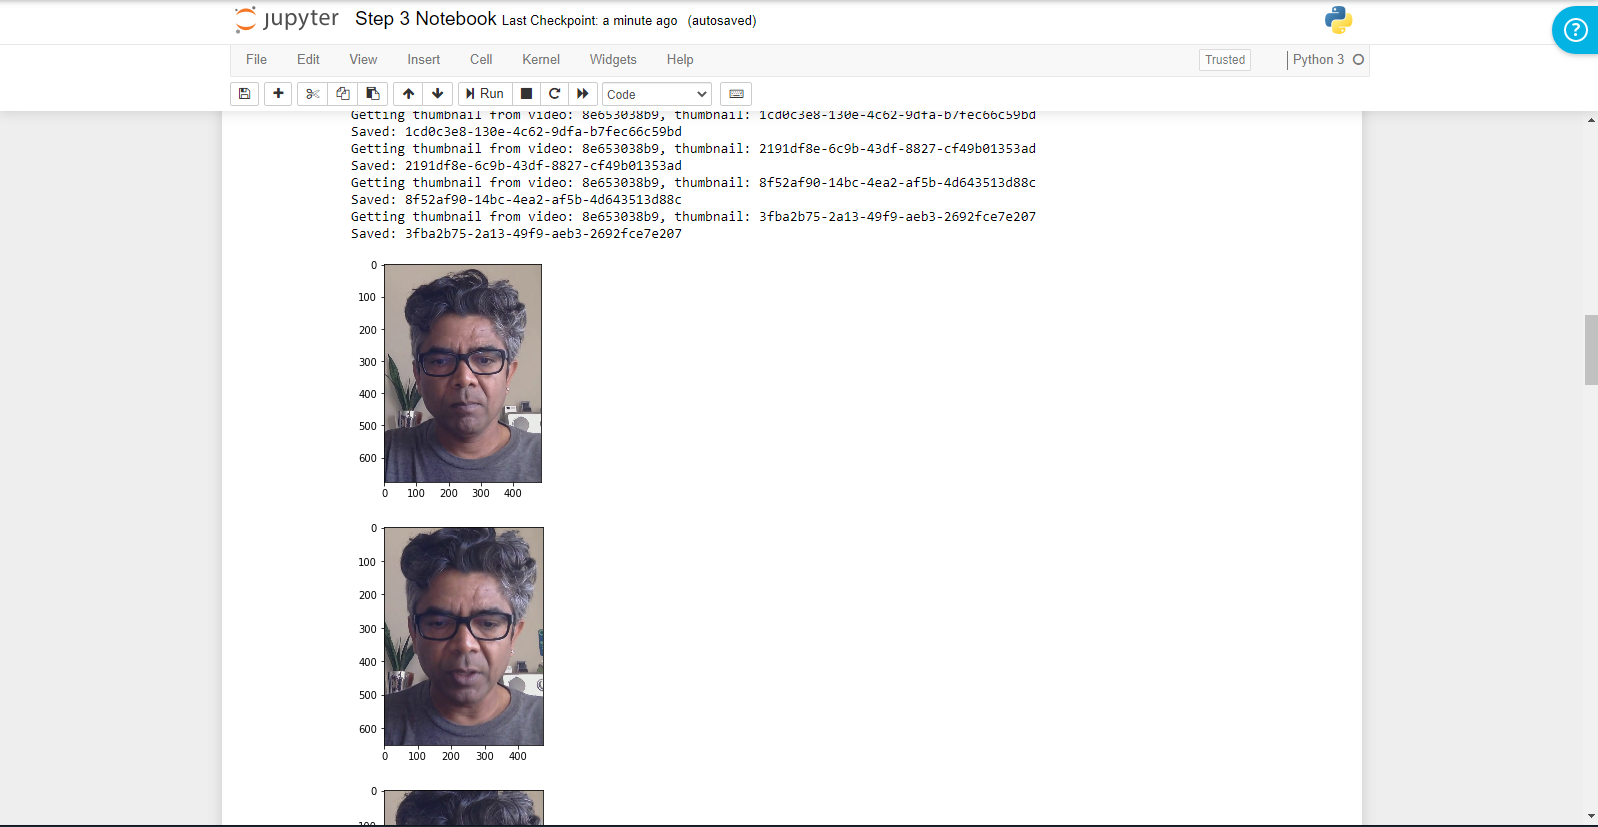 jupyter Step 3 Notebook Last Checkpoint: a minute ago (autosaved)
File Edit View Insert Cell Kernel Widgets Help Trusted Python 3
Run Code
Getting thumbnail from video: 8e653038b9, thumbnail: 1cd0c3e8-130e-4c62-9dfa-b7fec66c59bd
Saved: 1cd0c3e8-130e-4c62-9dfa-b7fec66c59bd
Getting thumbnail from video: 8e653038b9, thumbnail: 2191df8e-6c9b-43df-8827-cf49b01353ad
Saved: 2191df8e-6c9b-43df-8827-cf49b01353ad
Getting thumbnail from video: 8e653038b9, thumbnail: 8f52af90-14bc-4ea2-af5b-4d643513d88c
Saved: 8f52af90-14bc-4ea2-af5b-4d643513d88c
Getting thumbnail from video: 8e653038b9, thumbnail: 3fba2b75-2a13-49f9-aeb3-2692fce7e207
Saved: 3fba2b75-2a13-49f9-aeb3-2692fce7e207
0
100
200
300
400
500
600
0 100 200 300 400
0
100
200
300
400
500
600
0 100 200 300 400
0
100